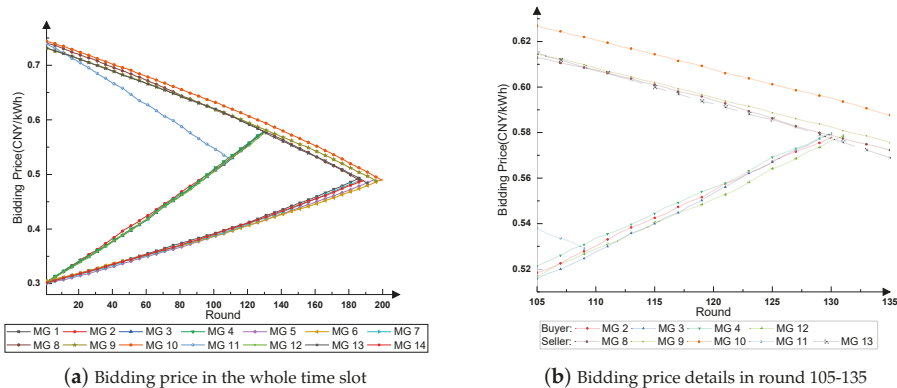 Bidding Price(CNY/kWh)
0.7
0.6
0.5
0.4
0.3
0 20 40 60 80 100 120 140 160 180 200
Round
MG 1 MG 2 MG 3 MG 4 MG 5 MG 6 MG 7
MG 8 MG 9 MG 10 MG 11 MG 12 MG 13 MG 14
(a) Bidding price in the whole time slot
Bidding Price(CNY/kWh)
0.62
0.60
0.58
0.56
0.54
0.52
105 110 115 120 125 130 135
Round
Buyer: MG 2 MG 3 MG 4 MG 12
Seller: MG 8 MG 9 MG 10 MG 11 MG 13
(b) Bidding price details in round 105-135